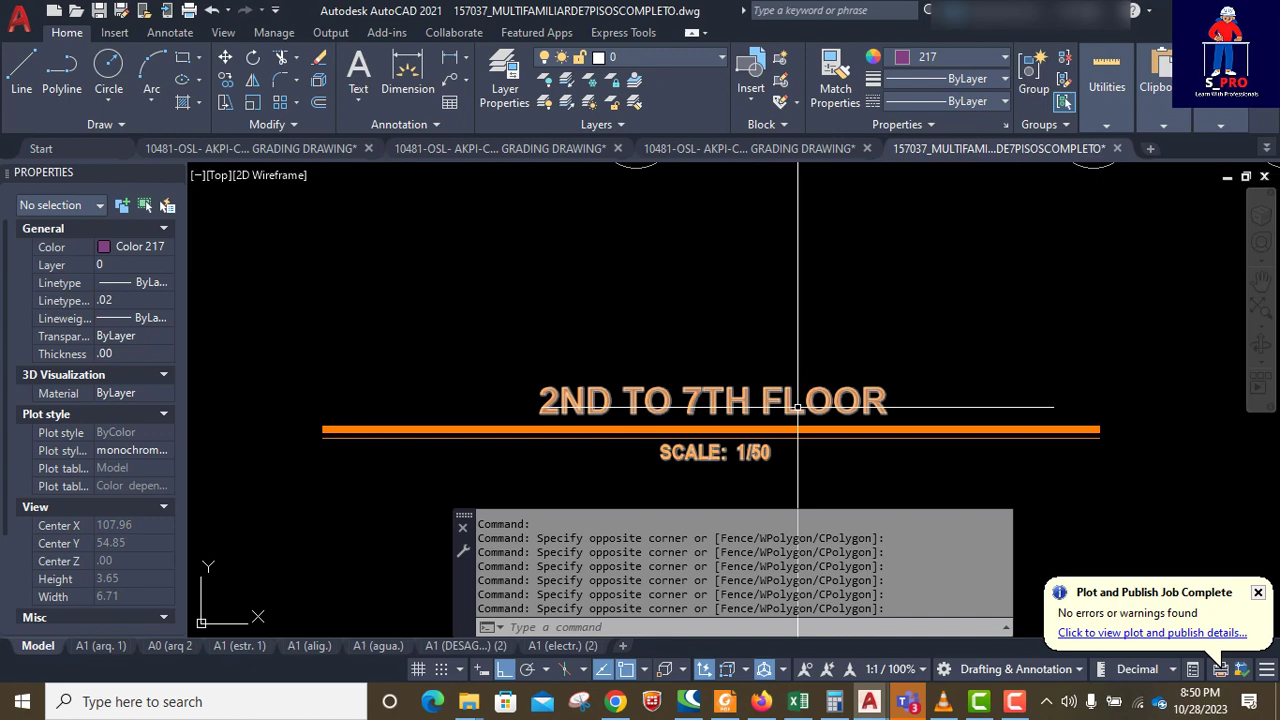 Autodesk AutoCAD 2021 157037_MULTIFAMILIARDE7PISOSCOMPLETO.dwg
Type a keyword or phrase
Home Insert Annotate View Manage Output Add-ins Collaborate Featured Apps Express Tools
Line Polyline Circle Arc Text Dimension Layer Properties 0 Insert Match Properties 217 ByLayer ByLayer Group Utilities Clipbo
Draw Modify Annotation Layers Block Properties Groups
S_PRO
Learn With Professionals
Start 10481-OSL- AKPI-C... GRADING DRAWING* 10481-OSL- AKPI-C... GRADING DRAWING* 10481-OSL- AKPI-C... GRADING DRAWING* 157037_MULTIFAMI...DE7PISOSCOMPLETO*
PROPERTIES
[−][Top][2D Wireframe]
No selection
General
Color Color 217
Layer 0
Linetype ByLa...
Linetype... .02
Lineweig... ByLa...
Transpar... ByLayer
Thickness .00
3D Visualization
Material ByLayer
Plot style
Plot style ByColor
Plot styl... monochrom...
Plot tabl... Model
Plot tabl... Color depen...
View
Center X 107.96
Center Y 54.85
Center Z .00
Height 3.65
Width 6.71
Misc
2ND TO 7TH FLOOR
SCALE: 1/50
Y
X
Command:
Command: Specify opposite corner or [Fence/WPolygon/CPolygon]:
Command: Specify opposite corner or [Fence/WPolygon/CPolygon]:
Command: Specify opposite corner or [Fence/WPolygon/CPolygon]:
Command: Specify opposite corner or [Fence/WPolygon/CPolygon]:
Command: Specify opposite corner or [Fence/WPolygon/CPolygon]:
Command: Specify opposite corner or [Fence/WPolygon/CPolygon]:
Type a command
Plot and Publish Job Complete
No errors or warnings found
Click to view plot and publish details...
Model A1 (arq. 1) A0 (arq 2 A1 (estr. 1) A1 (alig.) A1 (agua.) A1 (DESAG...) (2) A1 (electr.) (2)
1:1 / 100% Drafting & Annotation Decimal
Type here to search
3
8:50 PM
10/28/2023